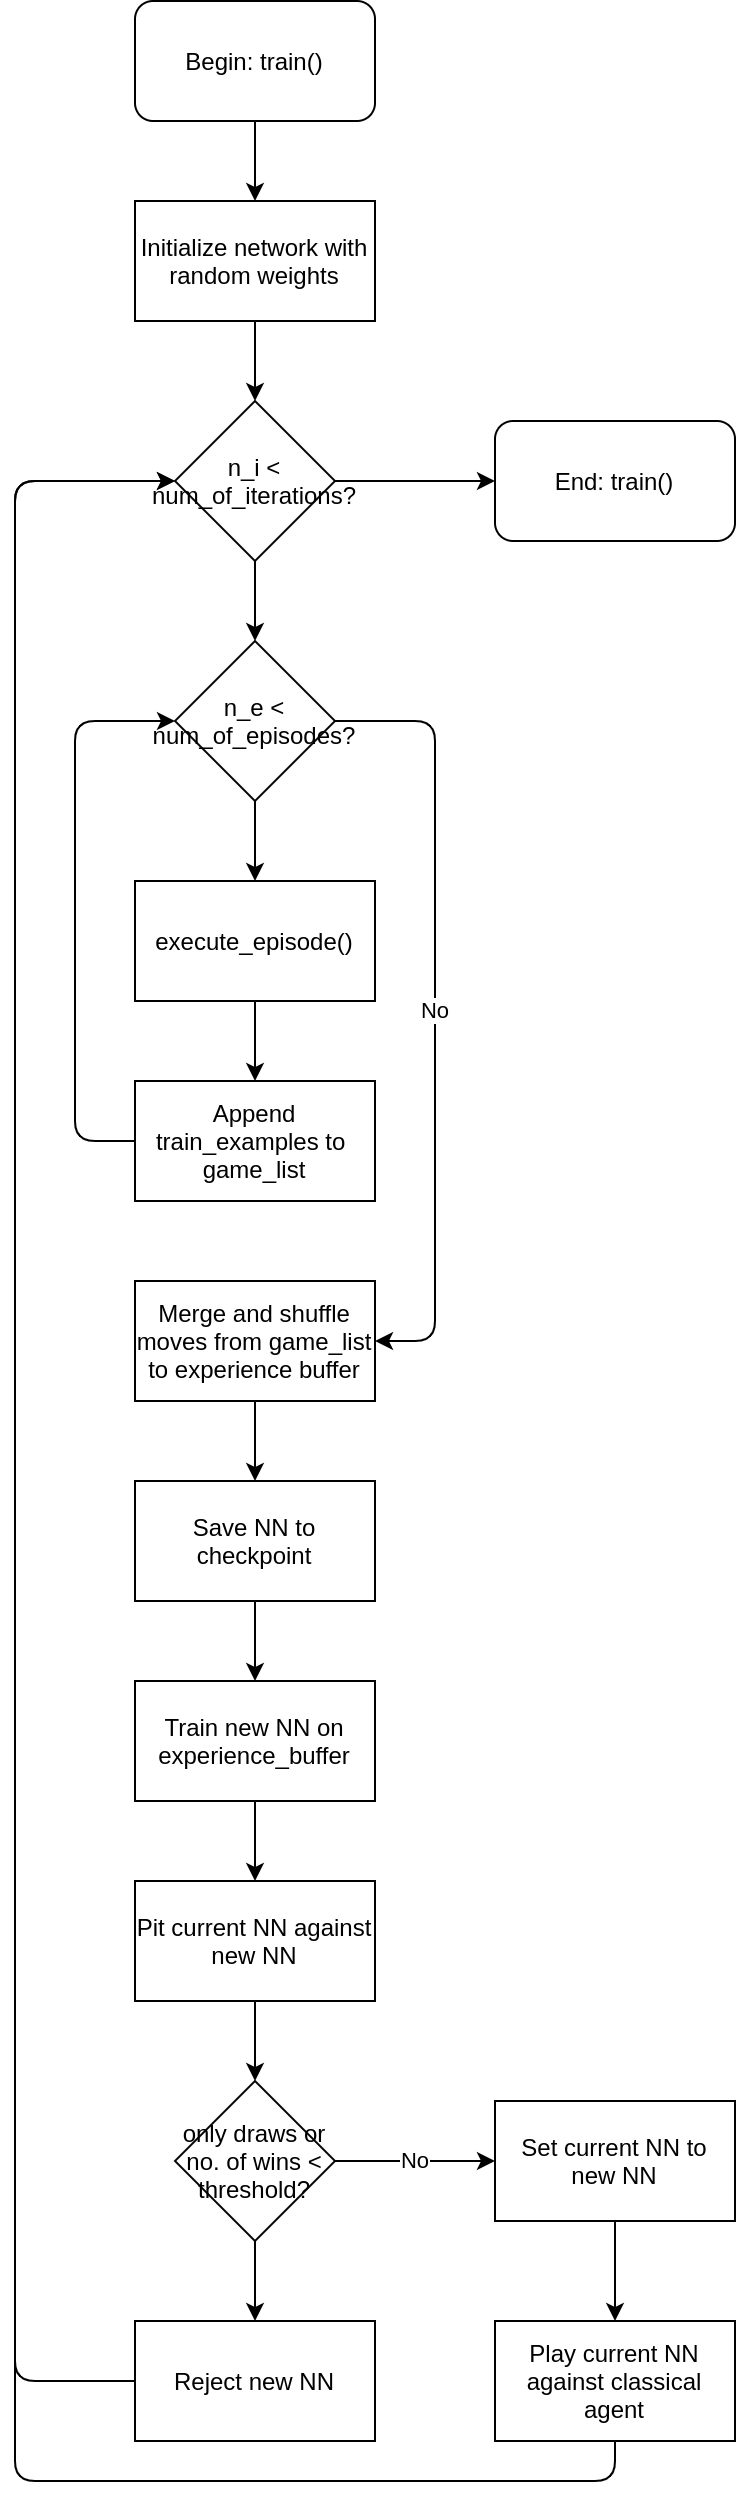 Begin: train()
Initialize network with
random weights
n_i <
num_of_iterations?
End: train()
n_e <
num_of_episodes?
execute_episode()
No
Append
train_examples to
game_list
Merge and shuffle
moves from game_list
to experience buffer
Save NN to
checkpoint
Train new NN on
experience_buffer
Pit current NN against
new NN
only draws or
no. of wins <
threshold?
No
Set current NN to
new NN
Reject new NN
Play current NN
against classical
agent